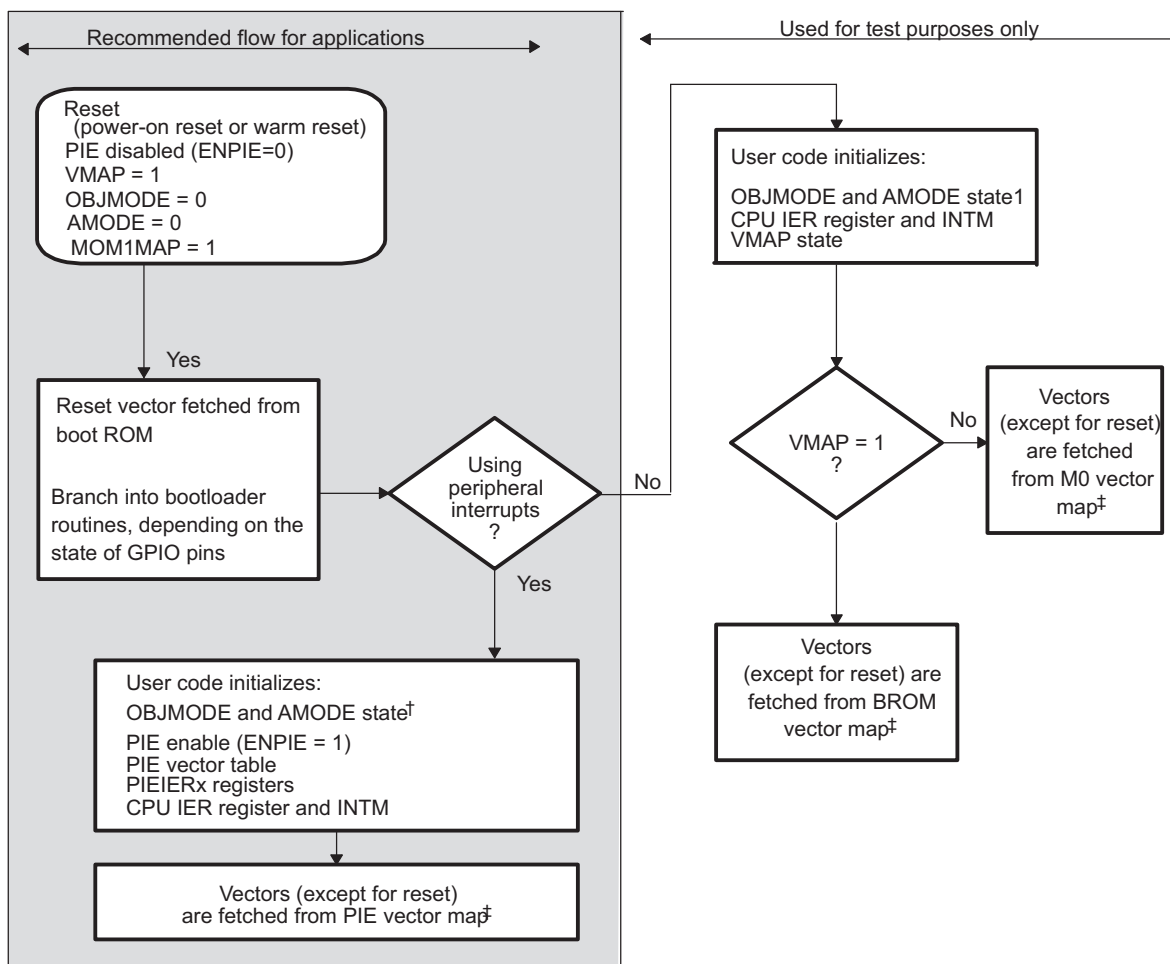 Recommended flow for applications
Used for test purposes only
Reset
(power-on reset or warm reset)
PIE disabled (ENPIE=0)
VMAP = 1
OBJMODE = 0
AMODE = 0
MOM1MAP = 1
Yes
Reset vector fetched from
boot ROM
Branch into bootloader
routines, depending on the
state of GPIO pins
Using
peripheral
interrupts
?
No
Yes
User code initializes:
OBJMODE and AMODE state†
PIE enable (ENPIE = 1)
PIE vector table
PIEIERx registers
CPU IER register and INTM
Vectors (except for reset)
are fetched from PIE vector map‡
User code initializes:
OBJMODE and AMODE state1
CPU IER register and INTM
VMAP state
VMAP = 1
?
No
Vectors
(except for reset)
are fetched
from M0 vector
map‡
Yes
Vectors
(except for reset) are
fetched from BROM
vector map‡